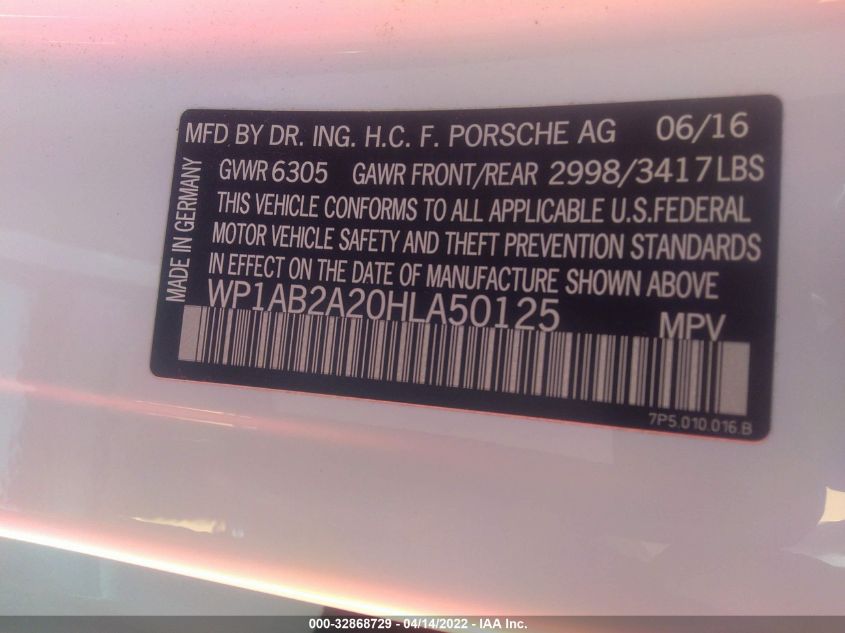 MFD BY DR. ING. H.C. F. PORSCHE AG 06/16
GVWR 6305 GAWR FRONT/REAR 2998/3417LBS
THIS VEHICLE CONFORMS TO ALL APPLICABLE U.S.FEDERAL
MOTOR VEHICLE SAFETY AND THEFT PREVENTION STANDARDS
IN EFFECT ON THE DATE OF MANUFACTURE SHOWN ABOVE
MADE IN GERMANY
WP1AB2A20HLA50125 MPV
7P5.010.016.B
000-32868729 - 04/14/2022 - IAA Inc.